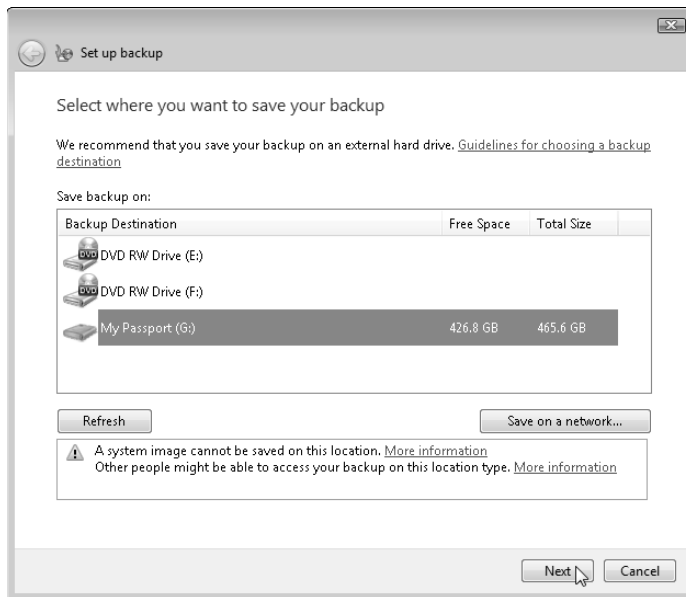 Set up backup
Select where you want to save your backup
We recommend that you save your backup on an external hard drive. Guidelines for choosing a backup
destination
Save backup on:
Backup Destination Free Space Total Size
DVD DVD RW Drive (E:)
DVD DVD RW Drive (F:)
My Passport (G:) 426.8 GB 465.6 GB
Refresh Save on a network...
A system image cannot be saved on this location. More information
Other people might be able to access your backup on this location type. More information
Next Cancel